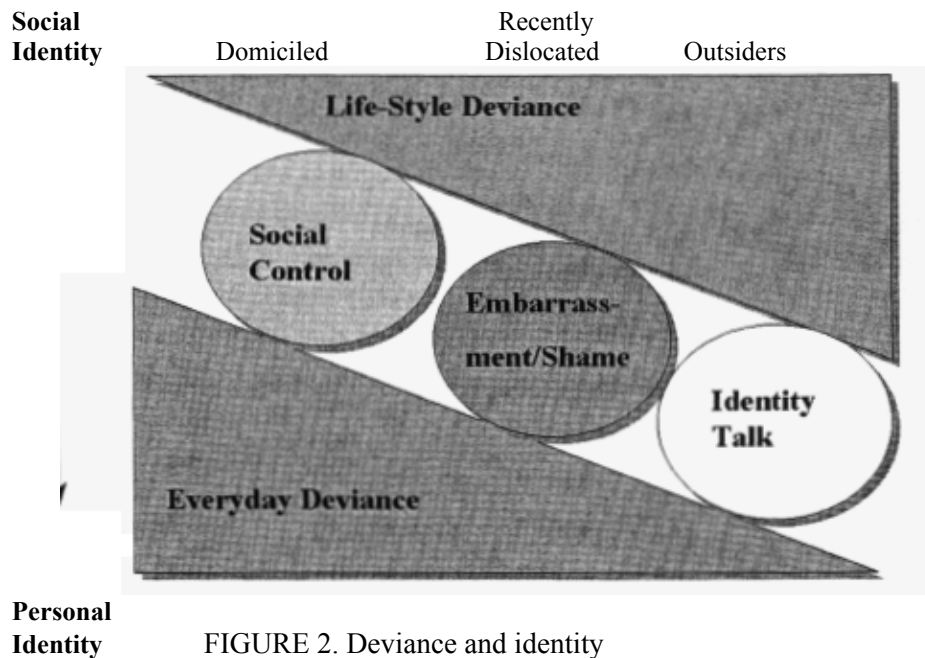 Social
Identity
Domiciled
Recently
Dislocated
Outsiders
Life-Style Deviance
Social
Control
Embarrass-
ment/Shame
Identity
Talk
Everyday Deviance
Personal
Identity
FIGURE 2. Deviance and identity